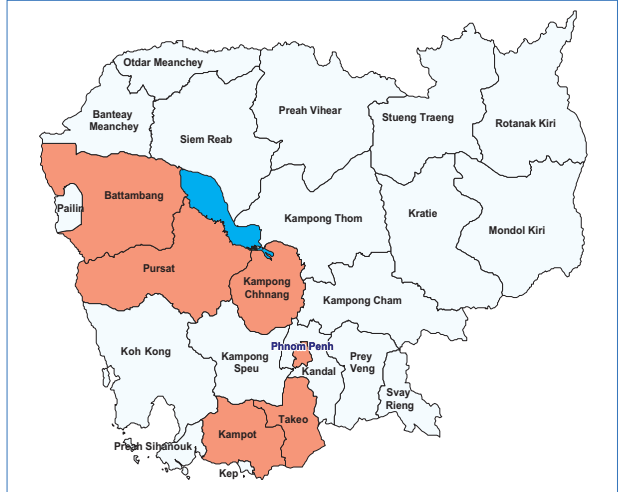 Otdar Meanchey
Banteay
Meanchey
Siem Reab
Preah Vihear
Stueng Traeng
Rotanak Kiri
Battambang
Pailin
Kampong Thom
Kratie
Mondol Kiri
Pursat
Kampong
Chhnang
Kampong Cham
Phnom Penh
Koh Kong
Kampong
Speu
Kandal
Prey
Veng
Svay
Rieng
Takeo
Kampot
Preah Sihanouk
Kep